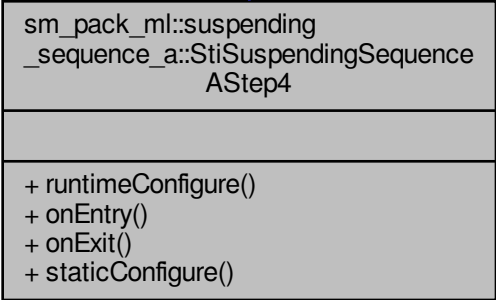 sm_pack_ml::suspending
_sequence_a::StiSuspendingSequence
AStep4
+ runtimeConfigure()
+ onEntry()
+ onExit()
+ staticConfigure()